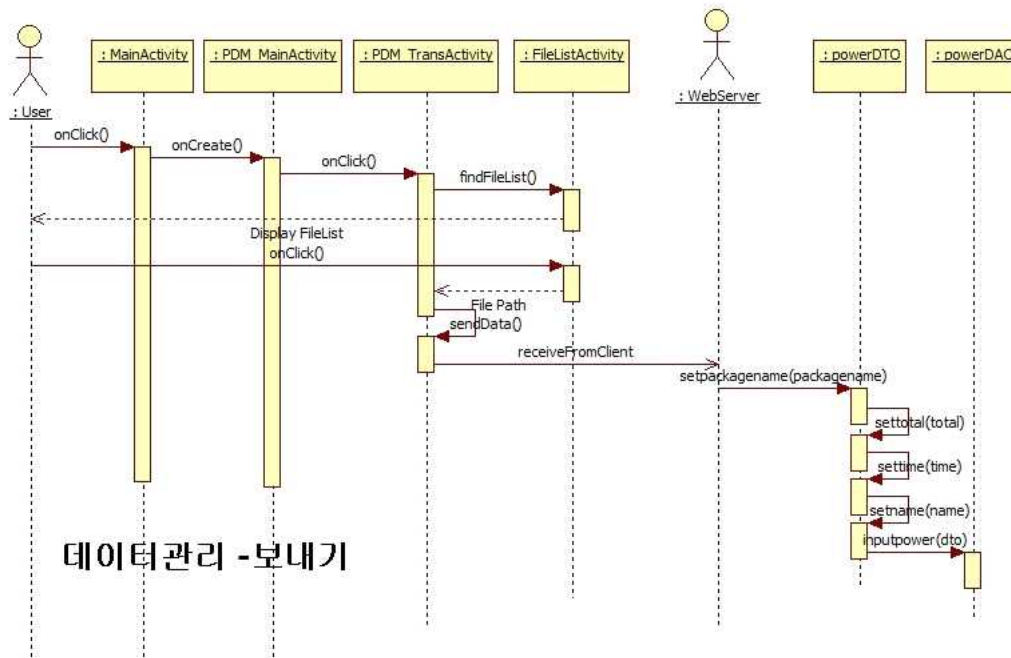 : MainActivity
: PDM_MainActivity
: PDM_TransActivity
: FileListActivity
: powerDTO
: powerDAO
: User
: WebServer
onClick()
onCreate()
onClick()
findFileList()
Display FileList
onClick()
File Path
sendData()
receiveFromClient
setpackagename(packagename)
settotal(total)
settime(time)
setname(name)
inputpower(dto)
데이터관리 -보내기